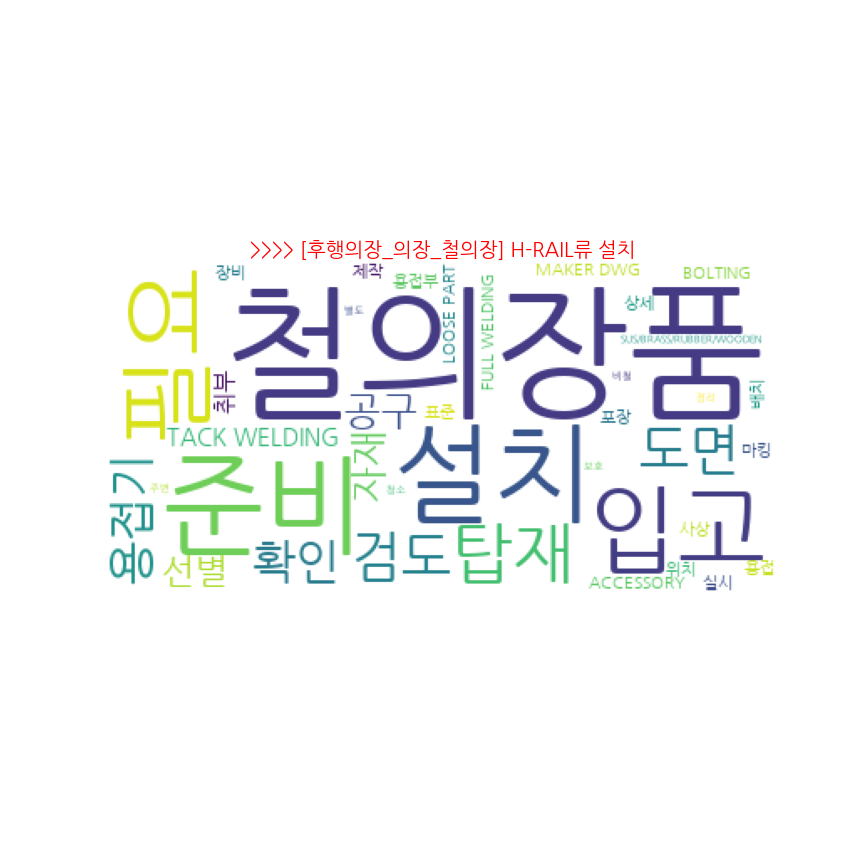 >>>> [후행의장_의장_철의장] H-RAIL류 설치
장비
제작
용접부
LOOSE PART
FULL WELDING
MAKER DWG
BOLTING
상세
SUS/BRASS/RUBBER/WOODEN
별도
필요
철의장품
비철
정리
취부
공구
표준
포장
배치
TACK WELDING
자재
설치
도면
마킹
준비
보호
용접기
주변
청소
입고
선별
확인
검도
탑재
사상
위치
용접
ACCESSORY
실시